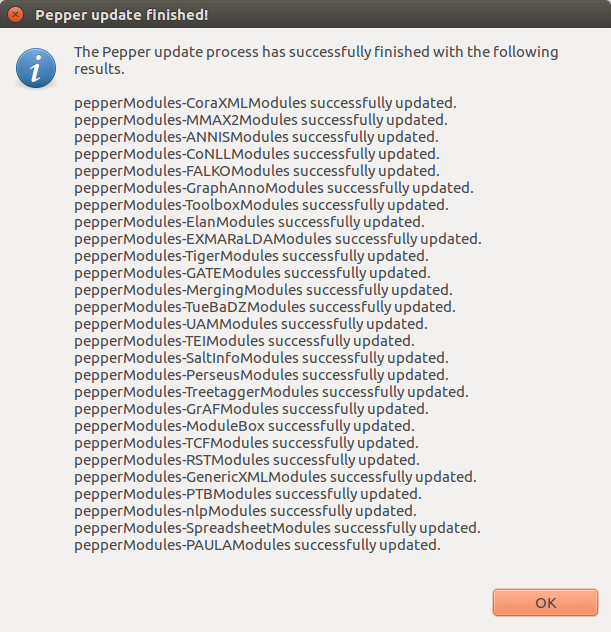 Pepper update finished!
The Pepper update process has successfully finished with the following
results.
pepperModules-CoraXMLModules successfully updated.
pepperModules-MMAX2Modules successfully updated.
pepperModules-ANNISModules successfully updated.
pepperModules-CoNLLModules successfully updated.
pepperModules-FALKOModules successfully updated.
pepperModules-GraphAnnoModules successfully updated.
pepperModules-ToolboxModules successfully updated.
pepperModules-ElanModules successfully updated.
pepperModules-EXMARaLDAModules successfully updated.
pepperModules-TigerModules successfully updated.
pepperModules-GATEModules successfully updated.
pepperModules-MergingModules successfully updated.
pepperModules-TueBaDZModules successfully updated.
pepperModules-UAMModules successfully updated.
pepperModules-TEIModules successfully updated.
pepperModules-SaltInfoModules successfully updated.
pepperModules-PerseusModules successfully updated.
pepperModules-TreetaggerModules successfully updated.
pepperModules-GrAFModules successfully updated.
pepperModules-ModuleBox successfully updated.
pepperModules-TCFModules successfully updated.
pepperModules-RSTModules successfully updated.
pepperModules-GenericXMLModules successfully updated.
pepperModules-PTBModules successfully updated.
pepperModules-nlpModules successfully updated.
pepperModules-SpreadsheetModules successfully updated.
pepperModules-PAULAModules successfully updated.
OK